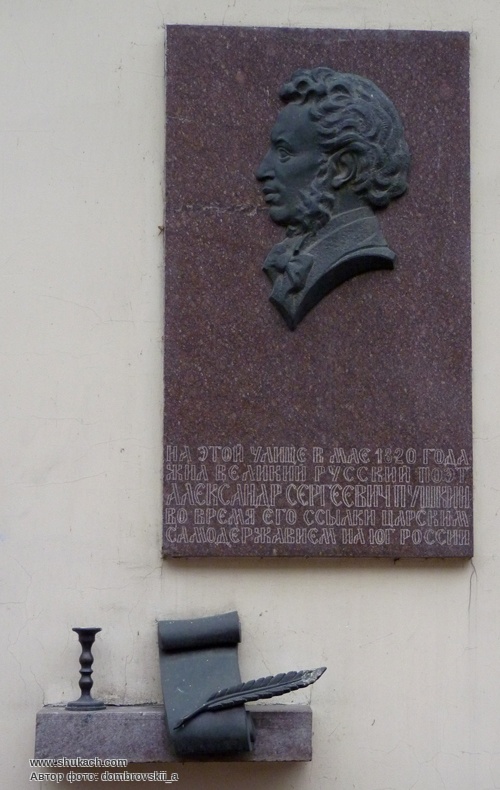 НА ЭТОЙ УЛИЦЕ В МАЕ 1820 ГОДА
ЖИЛ ВЕЛИКИЙ РУССКИЙ ПОЭТ
АЛЕКСАНДР СЕРГЕЕВИЧ ПУШКИН
ВО ВРЕМЯ ЕГО ССЫЛКИ ЦАРСКИМ
САМОДЕРЖАВИЕМ НА ЮГ РОССИИ
www.shukach.com
Автор фото: dombrovskii_a